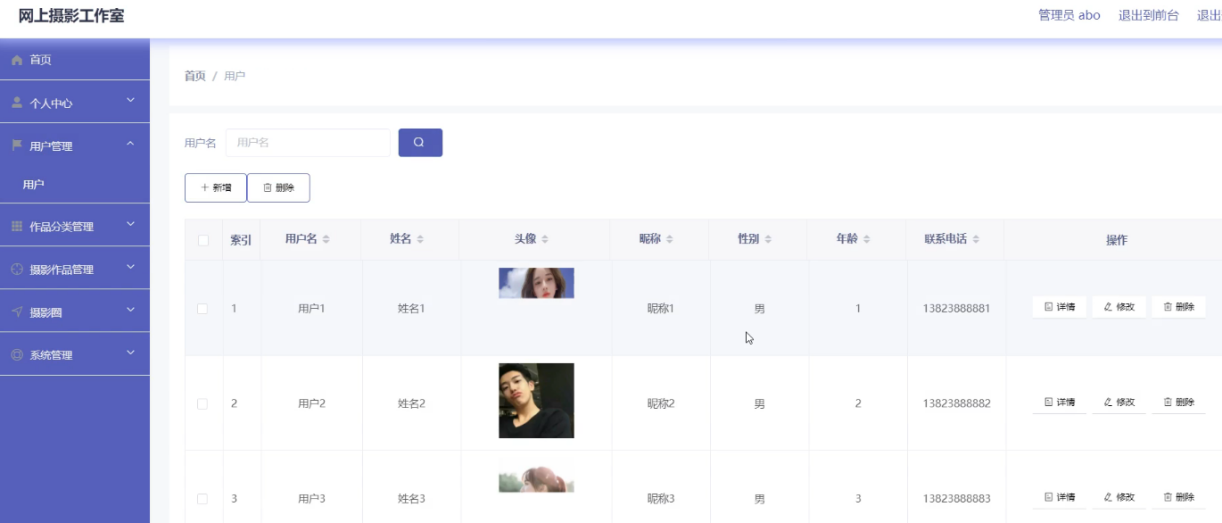 网上摄影工作室
管理员 abo 退出到前台 退出
首页
个人中心
用户管理
用户
作品分类管理
摄影作品管理
摄影圈
系统管理
首页 / 用户
用户名 用户名
+ 新增 删除
索引 用户名 姓名 头像 昵称 性别 年龄 联系电话 操作
1 用户1 姓名1 昵称1 男 1 13823888881 详情 修改 删除
2 用户2 姓名2 昵称2 男 2 13823888882 详情 修改 删除
3 用户3 姓名3 昵称3 男 3 13823888883 详情 修改 删除